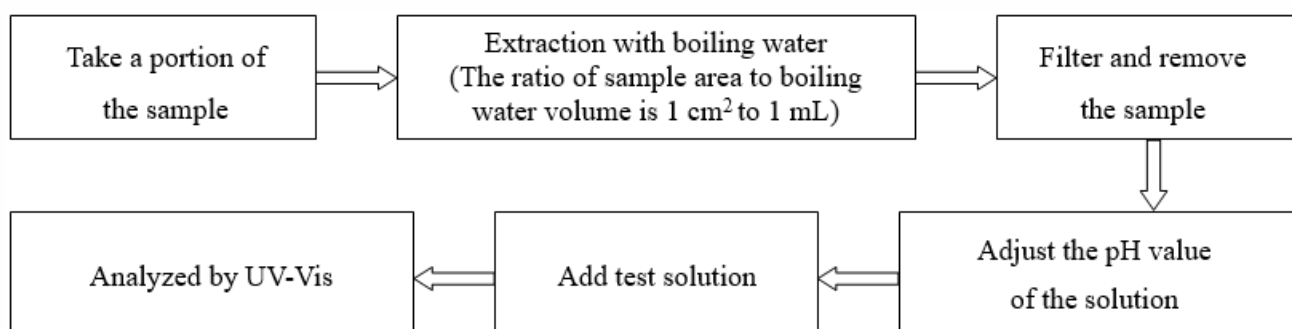 Take a portion of
the sample
Extraction with boiling water
(The ratio of sample area to boiling
water volume is 1 cm² to 1 mL)
Filter and remove
the sample
Adjust the pH value
of the solution
Add test solution
Analyzed by UV-Vis